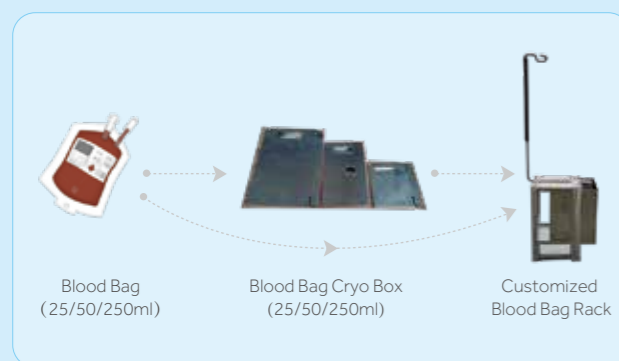 Blood Bag
(25/50/250ml)
Blood Bag Cryo Box
(25/50/250ml)
Customized
Blood Bag Rack